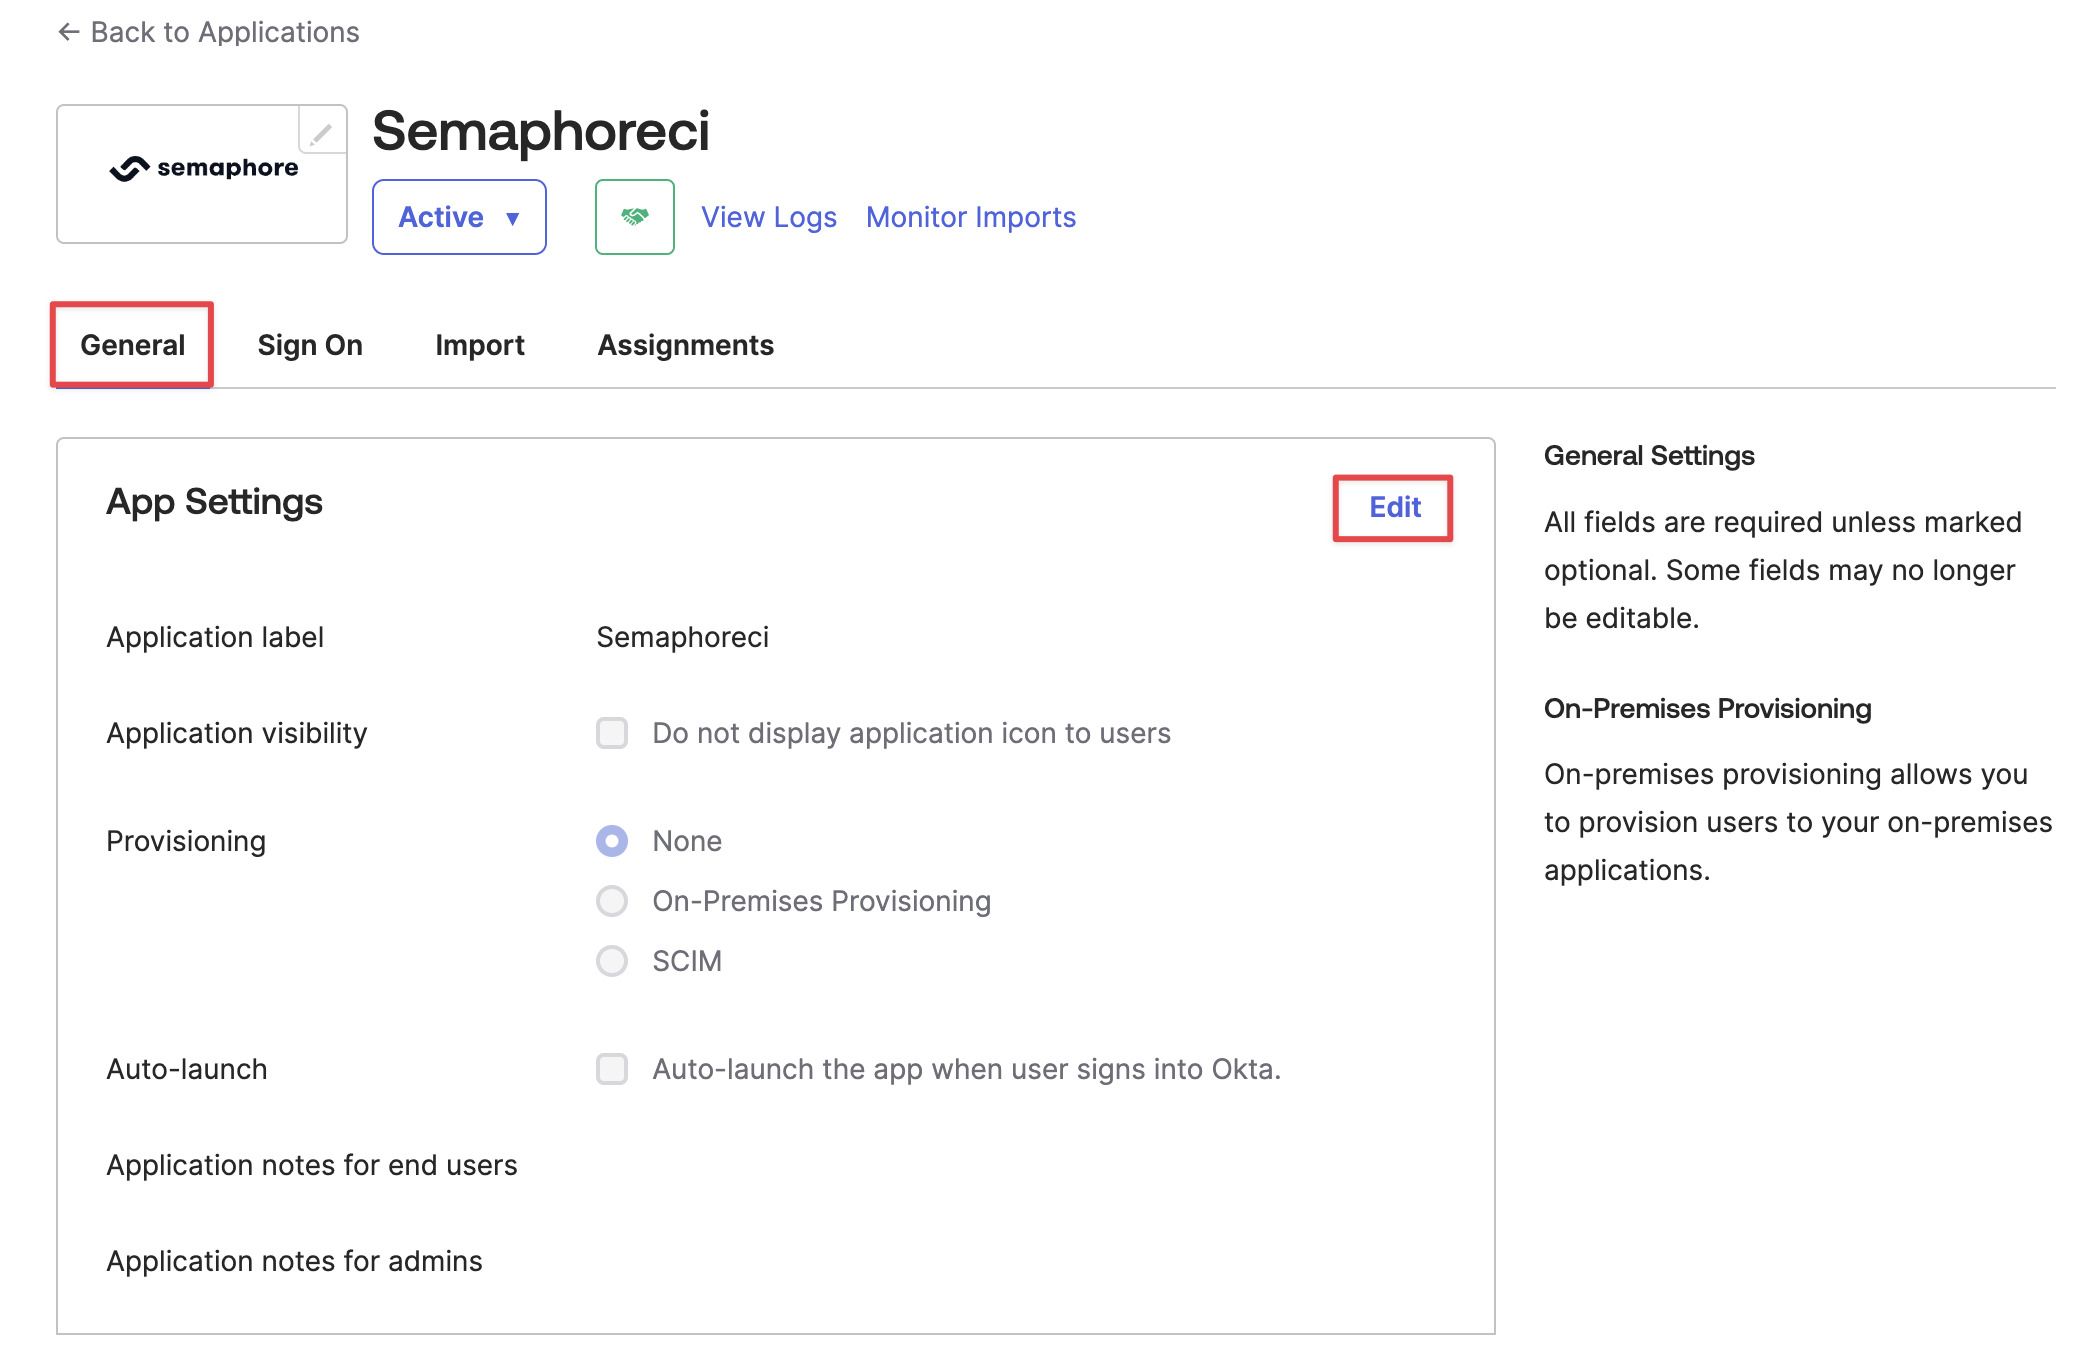 ← Back to Applications
semaphore
Semaphoreci
Active ▼
View Logs
Monitor Imports
General
Sign On
Import
Assignments
App Settings
Edit
Application label
Semaphoreci
Application visibility
Do not display application icon to users
Provisioning
None
On-Premises Provisioning
SCIM
Auto-launch
Auto-launch the app when user signs into Okta.
Application notes for end users
Application notes for admins
General Settings
All fields are required unless marked
optional. Some fields may no longer
be editable.
On-Premises Provisioning
On-premises provisioning allows you
to provision users to your on-premises
applications.